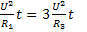 U²/R₁ t = 3 U²/R₃ t